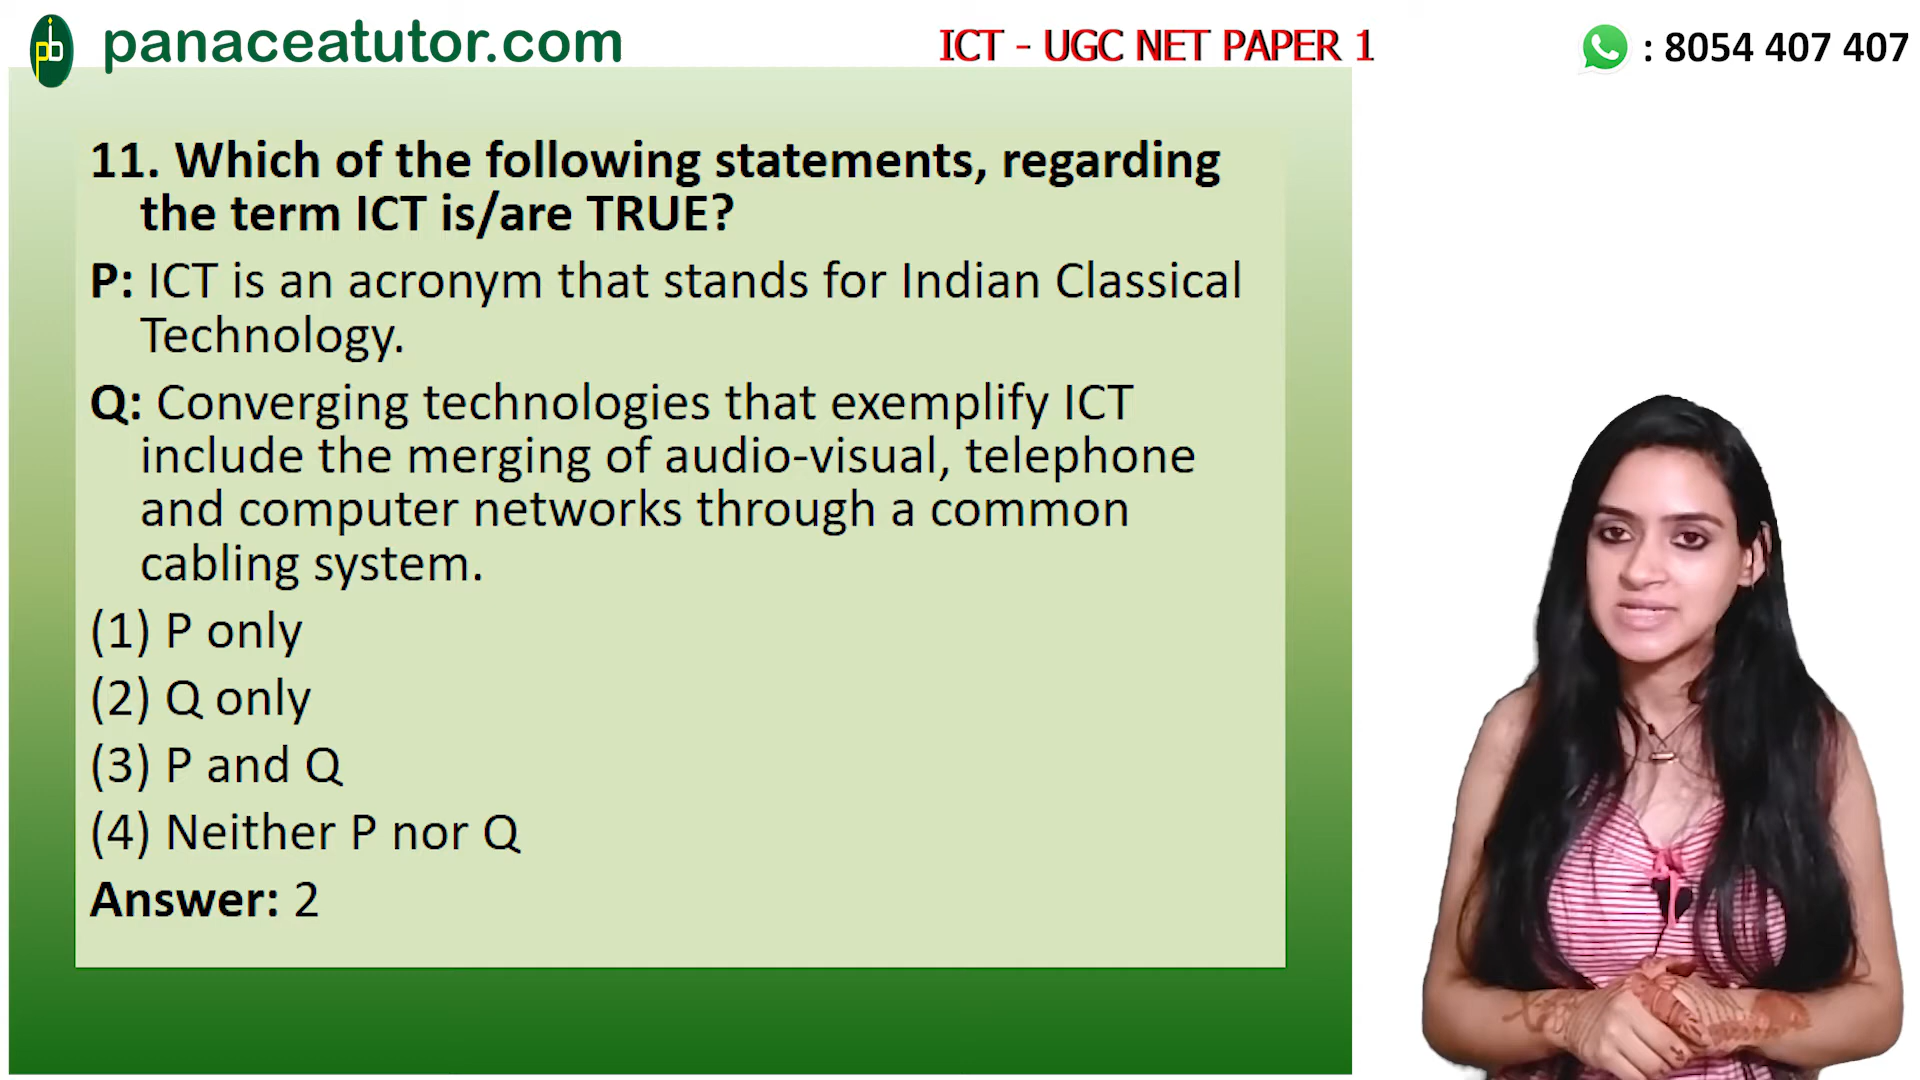 pb panaceatutor.com
ICT - UGC NET PAPER 1
: 8054 407 407
11. Which of the following statements, regarding
the term ICT is/are TRUE?
P: ICT is an acronym that stands for Indian Classical
Technology.
Q: Converging technologies that exemplify ICT
include the merging of audio-visual, telephone
and computer networks through a common
cabling system.
(1) P only
(2) Q only
(3) P and Q
(4) Neither P nor Q
Answer: 2